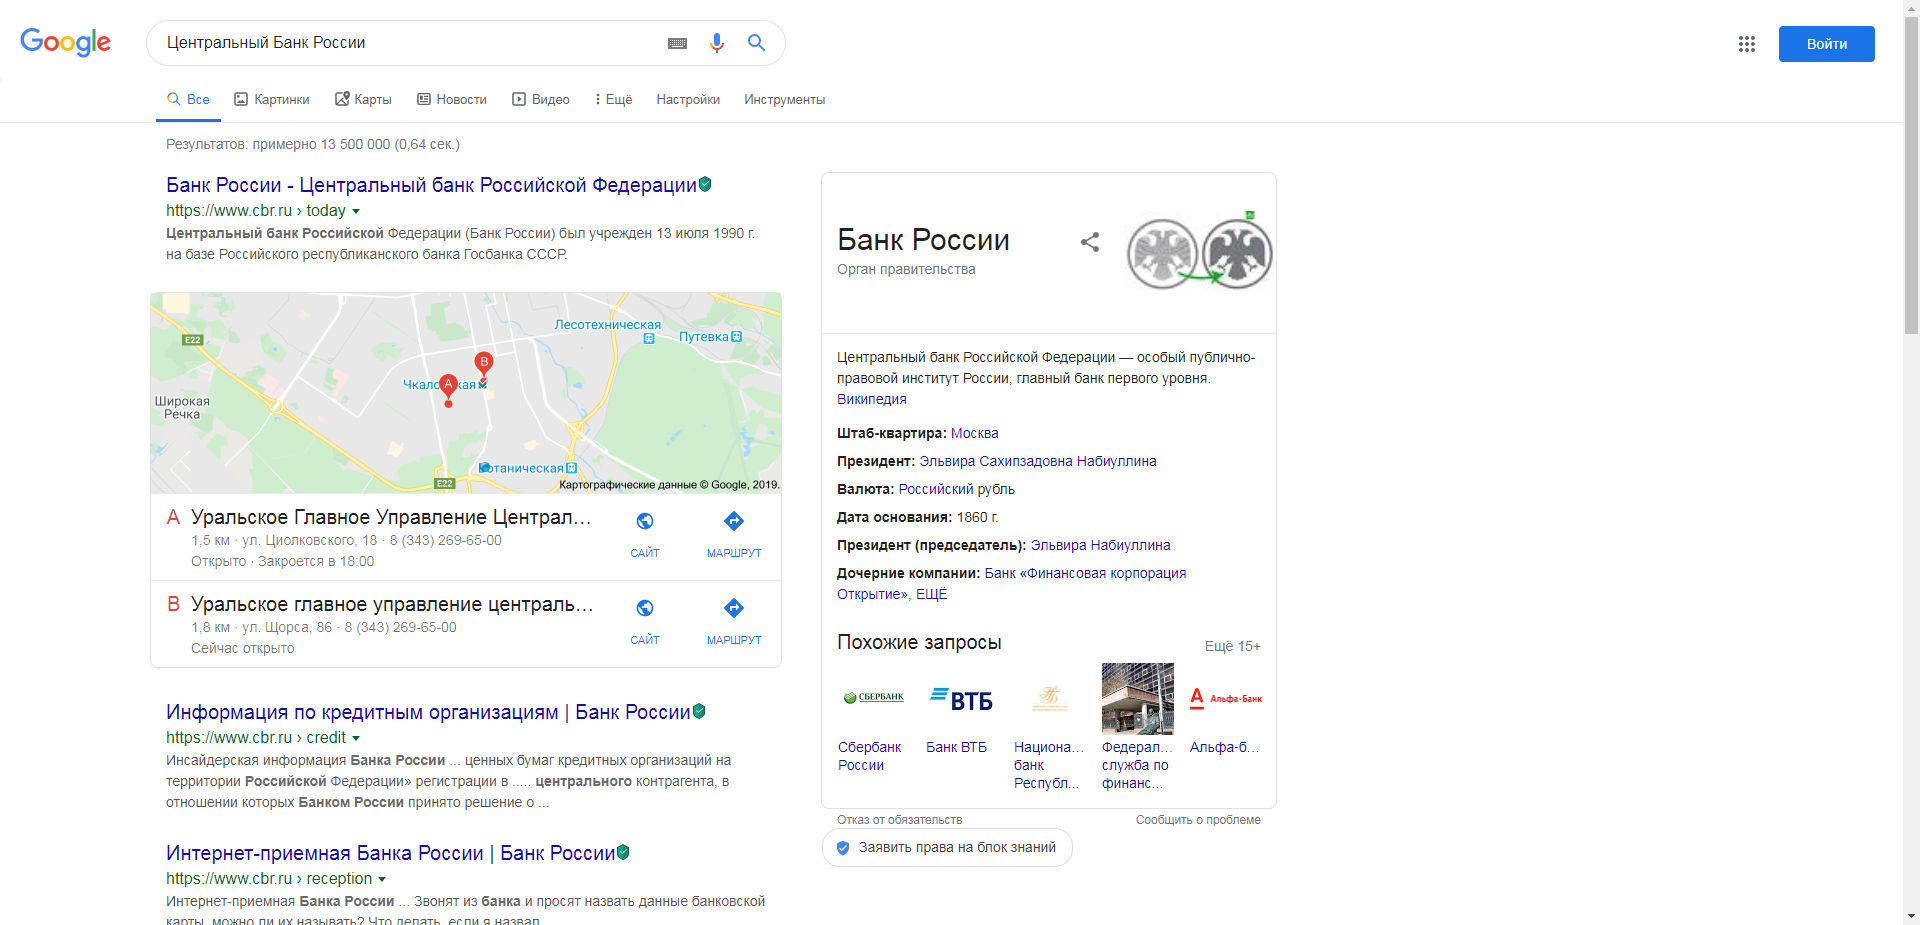 Google
Центральный Банк России
Войти
Все
Картинки
Карты
Новости
Видео
Ещё
Настройки
Инструменты
Результатов: примерно 13 500 000 (0,64 сек.)
Банк России - Центральный банк Российской Федерации
https://www.cbr.ru › today
Центральный банк Российской Федерации (Банк России) был учрежден 13 июля 1990 г.
на базе Российского республиканского банка Госбанка СССР.
Лесотехническая
Путевка
E22
B
A
Широкая
Речка
Ботаническая
E22
Картографические данные © Google, 2019.
A Уральское Главное Управление Централ...
1,5 км · ул. Циолковского, 18 · 8 (343) 269-65-00
Открыто · Закроется в 18:00
САЙТ
МАРШРУТ
B Уральское главное управление централь...
1,8 км · ул. Щорса, 86 · 8 (343) 269-65-00
Сейчас открыто
САЙТ
МАРШРУТ
Информация по кредитным организациям | Банк России
https://www.cbr.ru › credit
Инсайдерская информация Банка России ... ценных бумаг кредитных организаций на
территории Российской Федерации» регистрации в ..... центрального контрагента, в
отношении которых Банком России принято решение о ...
Интернет-приемная Банка России | Банк России
https://www.cbr.ru › reception
Интернет-приемная Банка России ... Звонят из банка и просят назвать данные банковской
карты, можно ли их называть? Что делать, если я назвал
Банк России
Орган правительства
Центральный банк Российской Федерации — особый публично-
правовой институт России, главный банк первого уровня.
Википедия
Штаб-квартира: Москва
Президент: Эльвира Сахипзадовна Набиуллина
Валюта: Российский рубль
Дата основания: 1860 г.
Президент (председатель): Эльвира Набиуллина
Дочерние компании: Банк «Финансовая корпорация
Открытие», ЕЩЁ
Похожие запросы
Ещё 15+
СБЕРБАНК
ВТБ
Альфа-Банк
Сбербанк
России
Банк ВТБ
Национа...
банк
Республ...
Федерал...
служба по
финанс...
Альфа-б...
Отказ от обязательств
Сообщить о проблеме
Заявить права на блок знаний